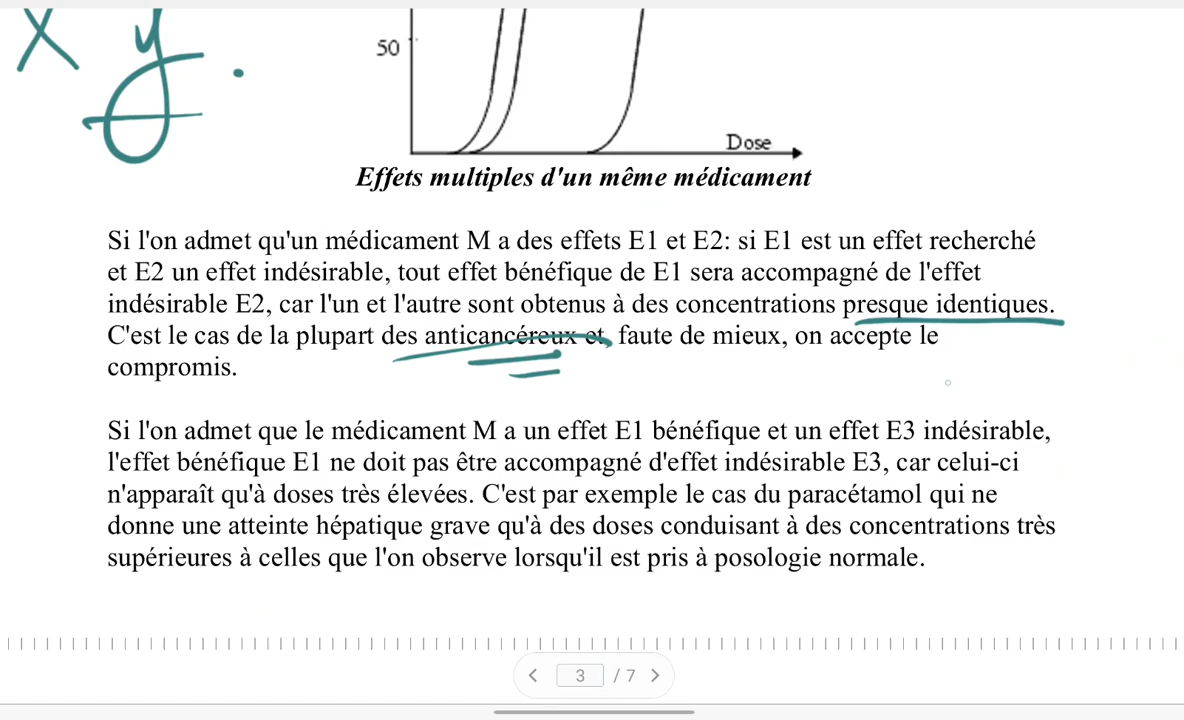 x y.
50
Dose
Effets multiples d'un même médicament
Si l'on admet qu'un médicament M a des effets E1 et E2: si E1 est un effet recherché
et E2 un effet indésirable, tout effet bénéfique de E1 sera accompagné de l'effet
indésirable E2, car l'un et l'autre sont obtenus à des concentrations presque identiques.
C'est le cas de la plupart des anticancéreux et, faute de mieux, on accepte le
compromis.
Si l'on admet que le médicament M a un effet E1 bénéfique et un effet E3 indésirable,
l'effet bénéfique E1 ne doit pas être accompagné d'effet indésirable E3, car celui-ci
n'apparaît qu'à doses très élevées. C'est par exemple le cas du paracétamol qui ne
donne une atteinte hépatique grave qu'à des doses conduisant à des concentrations très
supérieures à celles que l'on observe lorsqu'il est pris à posologie normale.
3 / 7